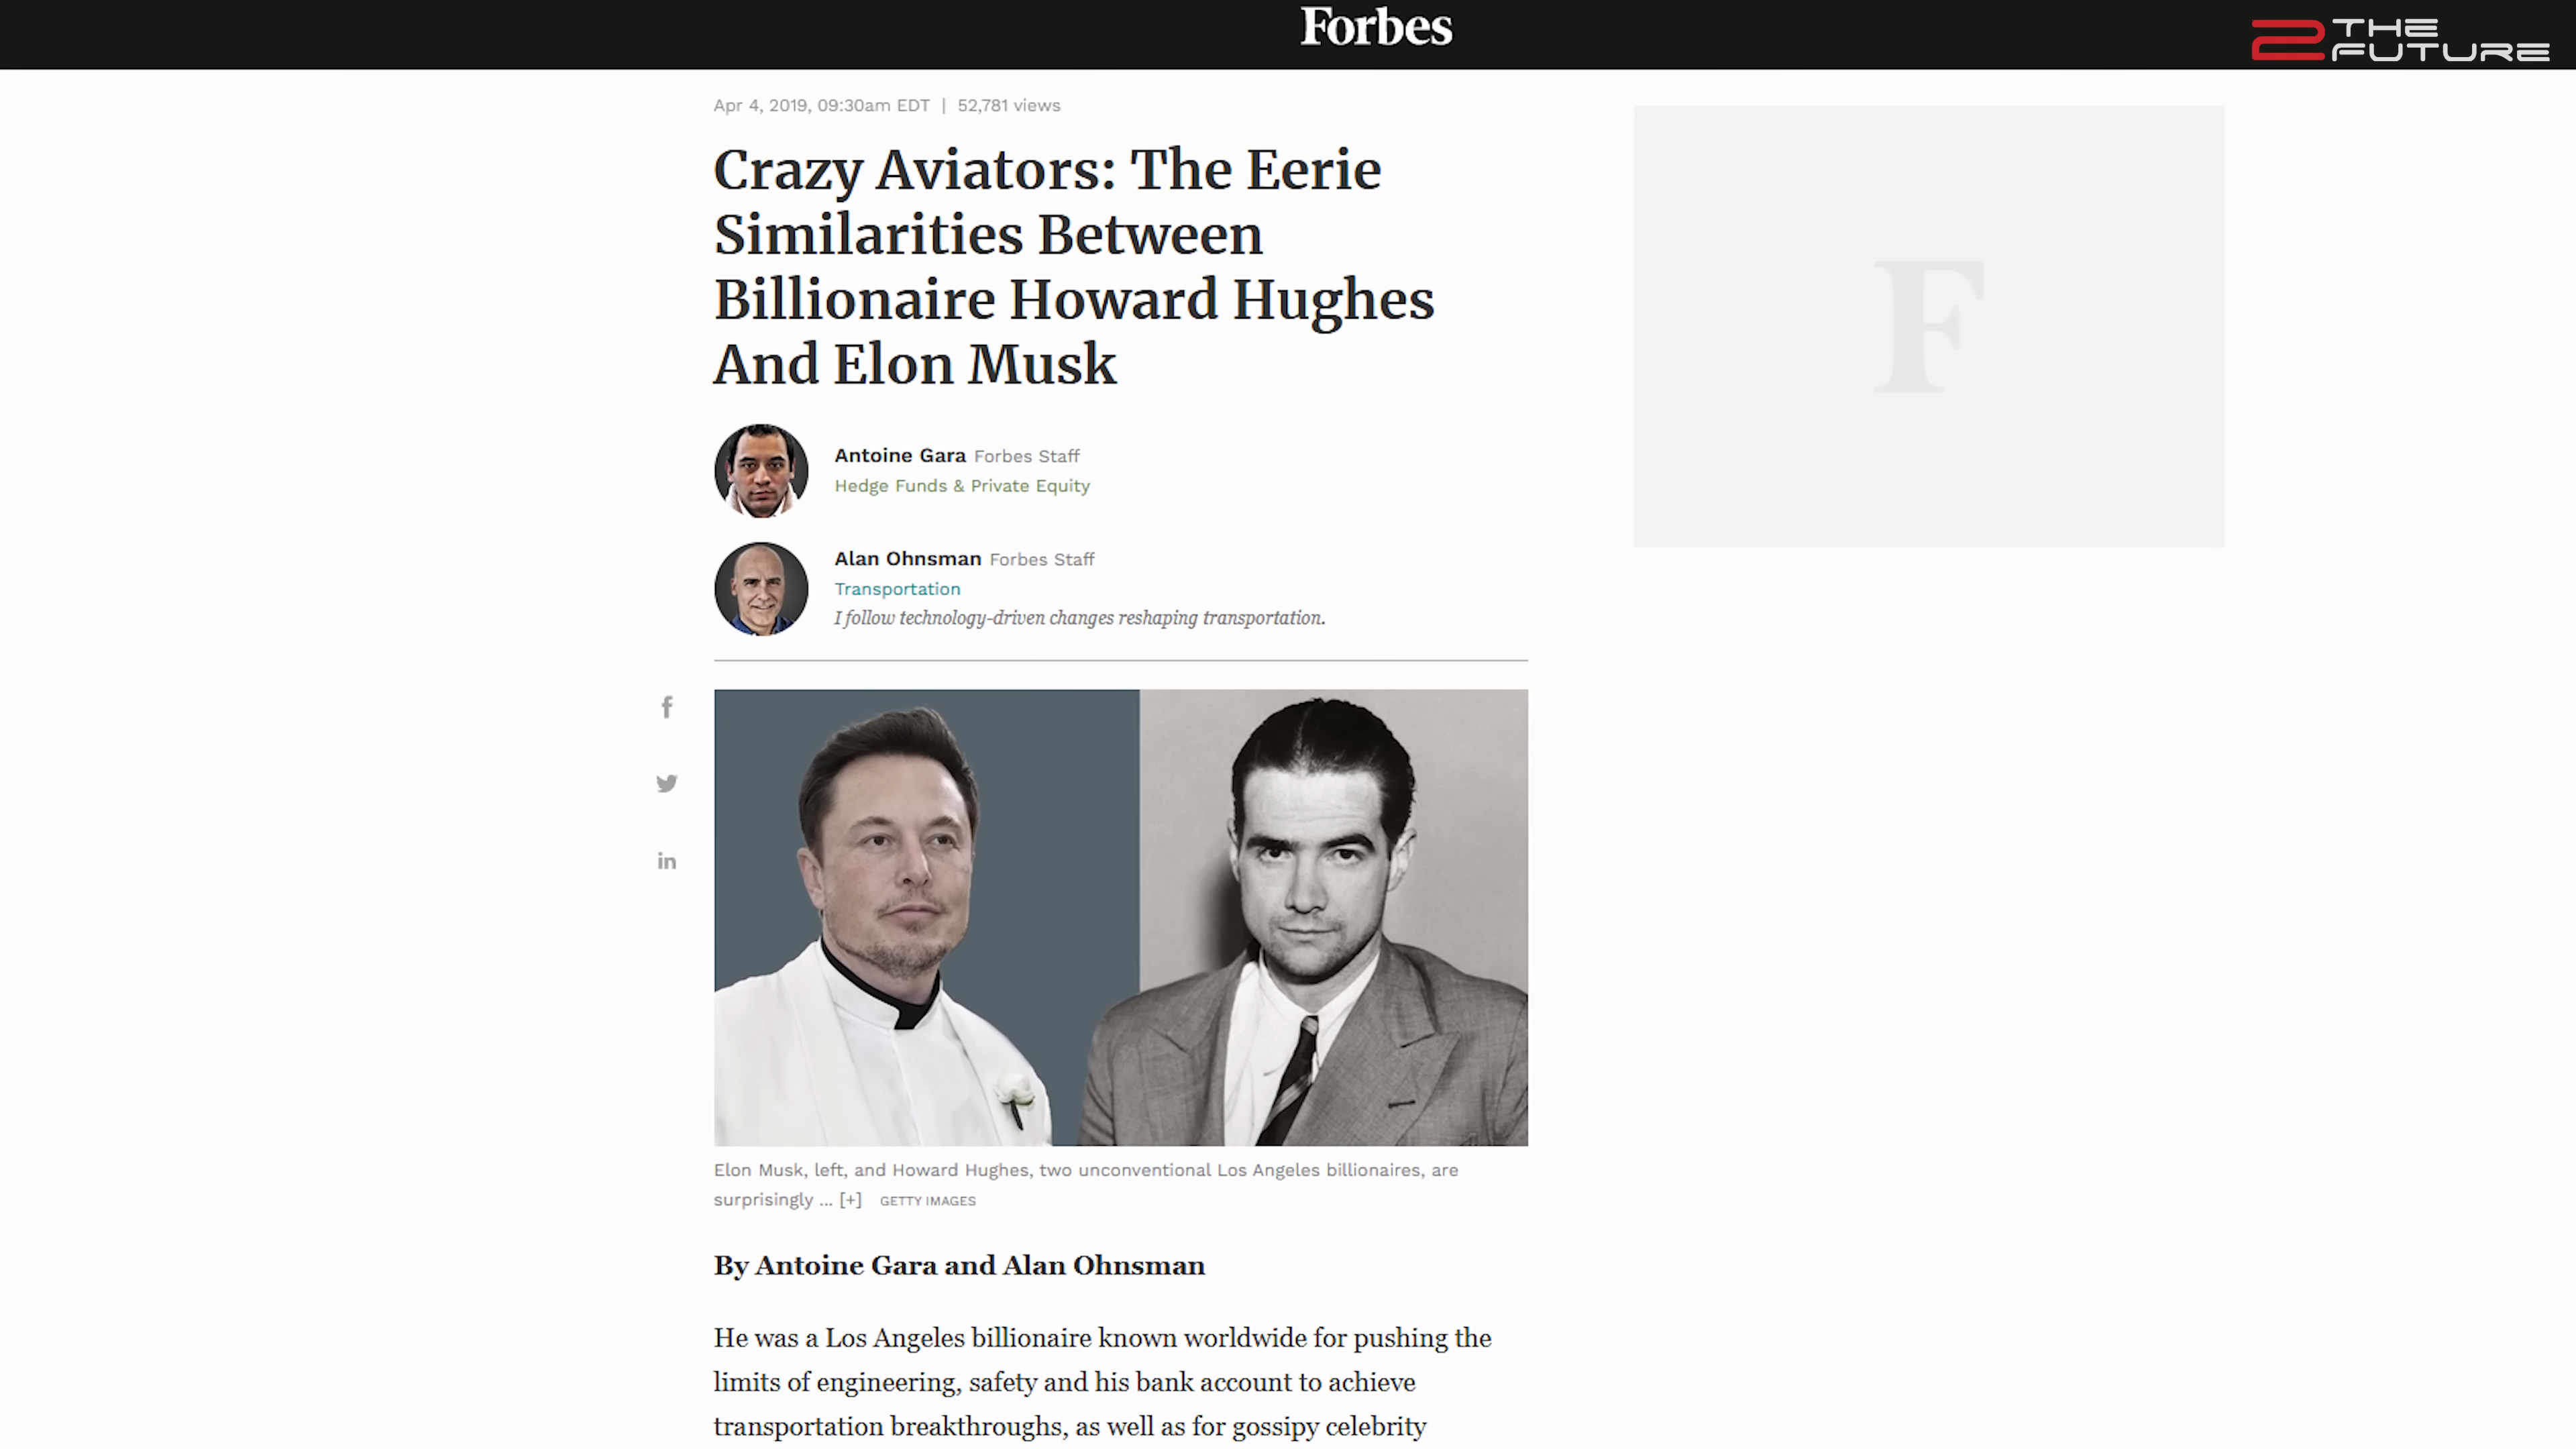 Forbes
2 THE
FUTURE
Apr 4, 2019, 09:30am EDT | 52,781 views
Crazy Aviators: The Eerie
Similarities Between
Billionaire Howard Hughes
And Elon Musk
F
Antoine Gara Forbes Staff
Hedge Funds & Private Equity
Alan Ohnsman Forbes Staff
Transportation
I follow technology-driven changes reshaping transportation.
f
in
Elon Musk, left, and Howard Hughes, two unconventional Los Angeles billionaires, are
surprisingly ... [+] GETTY IMAGES
By Antoine Gara and Alan Ohnsman
He was a Los Angeles billionaire known worldwide for pushing the
limits of engineering, safety and his bank account to achieve
transportation breakthroughs, as well as for gossipy celebrity